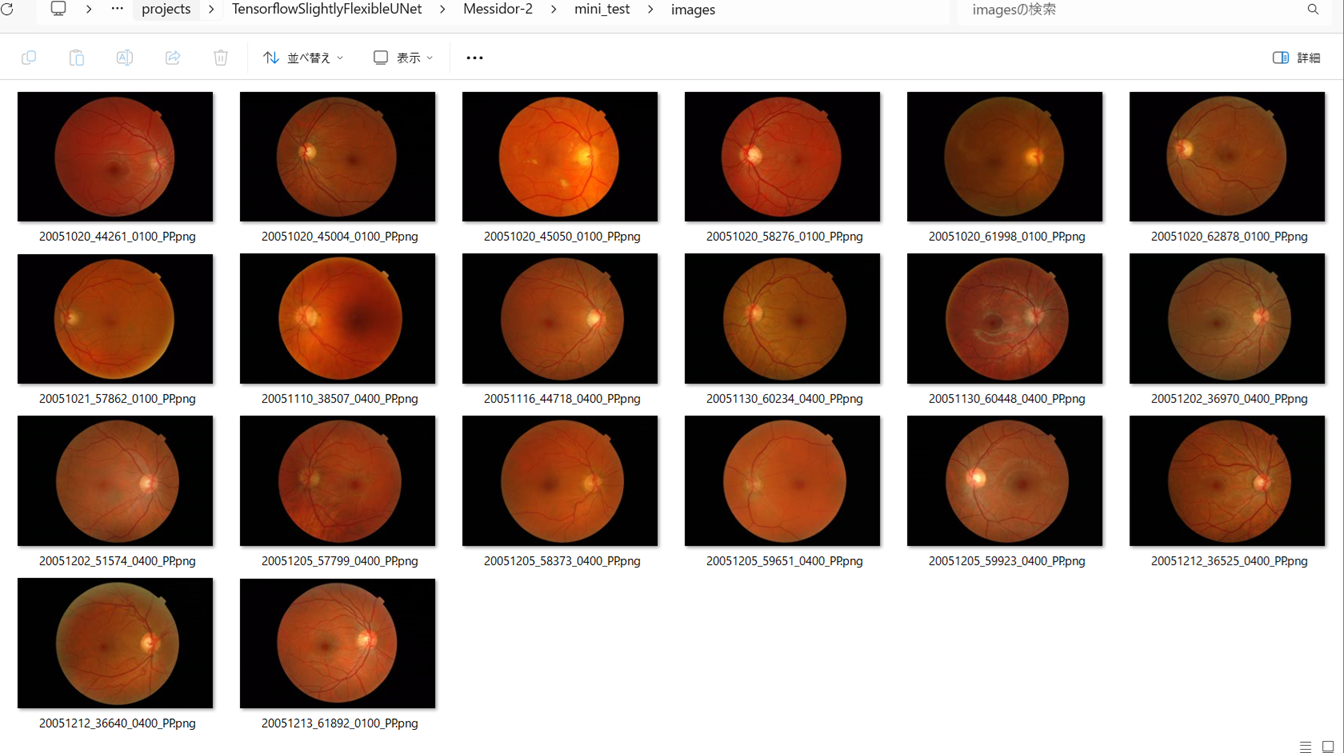 projects > TensorflowSlightlyFlexibleUNet > Messidor-2 > mini_test > images imagesの検索
並べ替え 表示 詳細
20051020_44261_0100_PP.png 20051020_45004_0100_PP.png 20051020_45050_0100_PP.png 20051020_58276_0100_PP.png 20051020_61998_0100_PP.png 20051020_62878_0100_PP.png
20051021_57862_0100_PP.png 20051110_38507_0400_PP.png 20051116_44718_0400_PP.png 20051130_60234_0400_PP.png 20051130_60448_0400_PP.png 20051202_36970_0400_PP.png
20051202_51574_0400_PP.png 20051205_57799_0400_PP.png 20051205_58373_0400_PP.png 20051205_59651_0400_PP.png 20051205_59923_0400_PP.png 20051212_36525_0400_PP.png
20051212_36640_0400_PP.png 20051213_61892_0100_PP.png